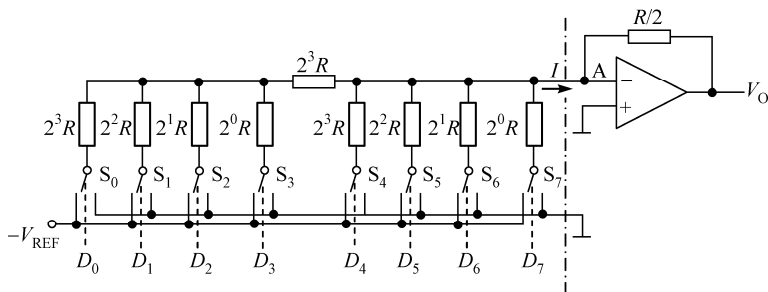 R/2
2³R
I
A
−
+
V_O
2³R 2²R 2¹R 2⁰R 2³R 2²R 2¹R 2⁰R
S₀ S₁ S₂ S₃ S₄ S₅ S₆ S₇
−V_REF
D₀ D₁ D₂ D₃ D₄ D₅ D₆ D₇